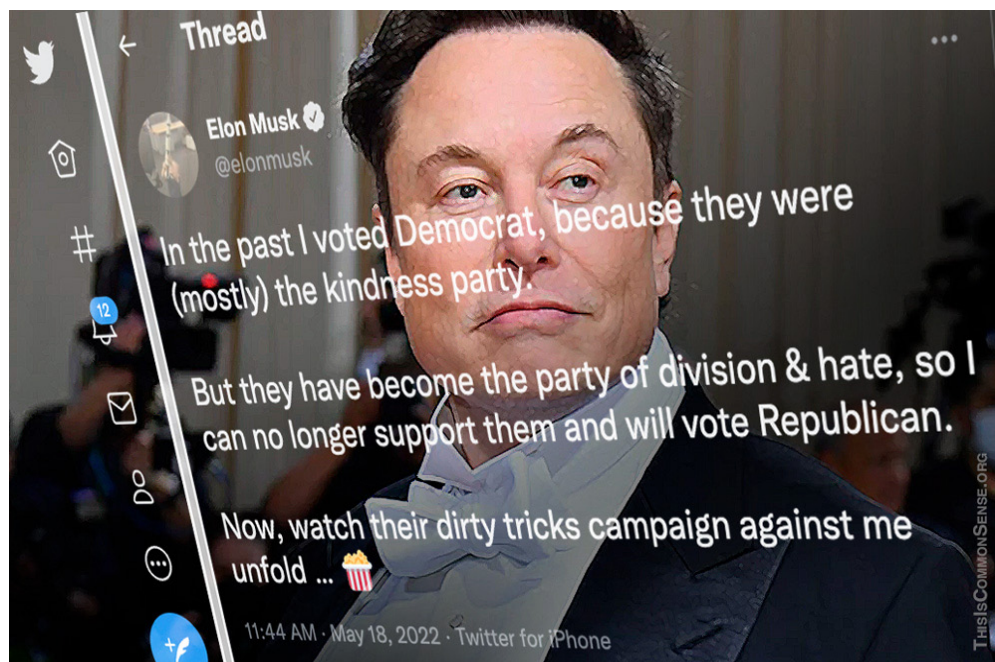 Thread
Elon Musk
@elonmusk
In the past I voted Democrat, because they were
(mostly) the kindness party.
But they have become the party of division & hate, so I
can no longer support them and will vote Republican.
Now, watch their dirty tricks campaign against me
unfold ... 🍿
11:44 AM · May 18, 2022 · Twitter for iPhone
12
THISISCOMMONSENSE.ORG